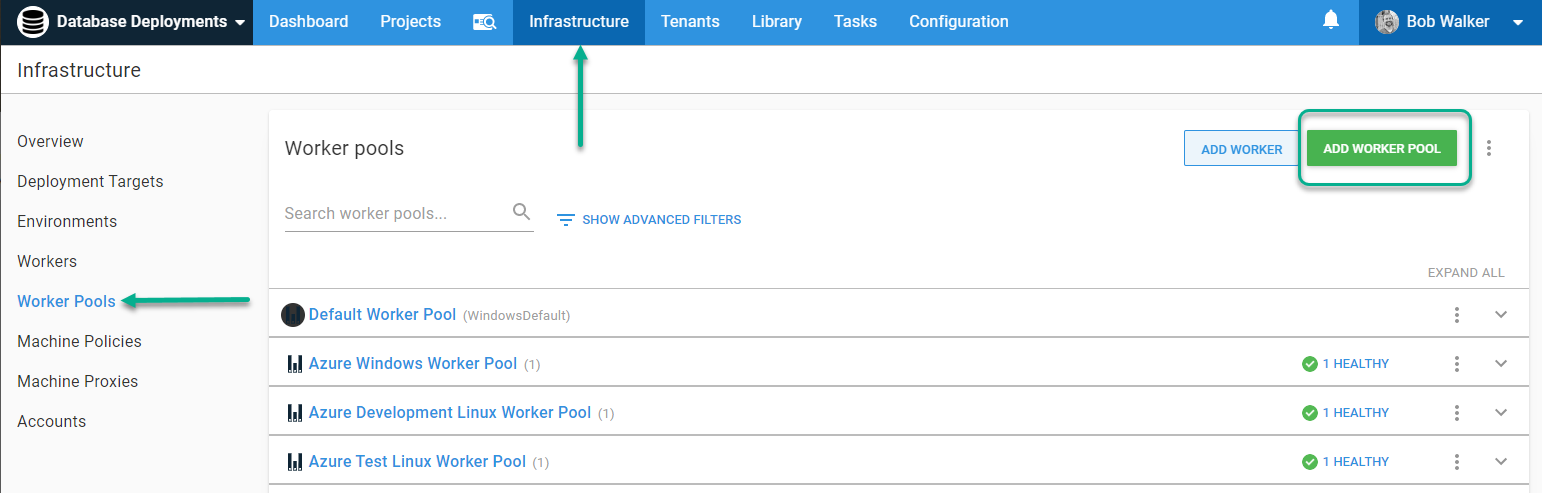 Database Deployments Dashboard Projects Infrastructure Tenants Library Tasks Configuration Bob Walker
Infrastructure
Overview
Deployment Targets
Environments
Workers
Worker Pools
Machine Policies
Machine Proxies
Accounts
Worker pools
ADD WORKER ADD WORKER POOL
Search worker pools... SHOW ADVANCED FILTERS
EXPAND ALL
Default Worker Pool (WindowsDefault)
Azure Windows Worker Pool (1) 1 HEALTHY
Azure Development Linux Worker Pool (1) 1 HEALTHY
Azure Test Linux Worker Pool (1) 1 HEALTHY